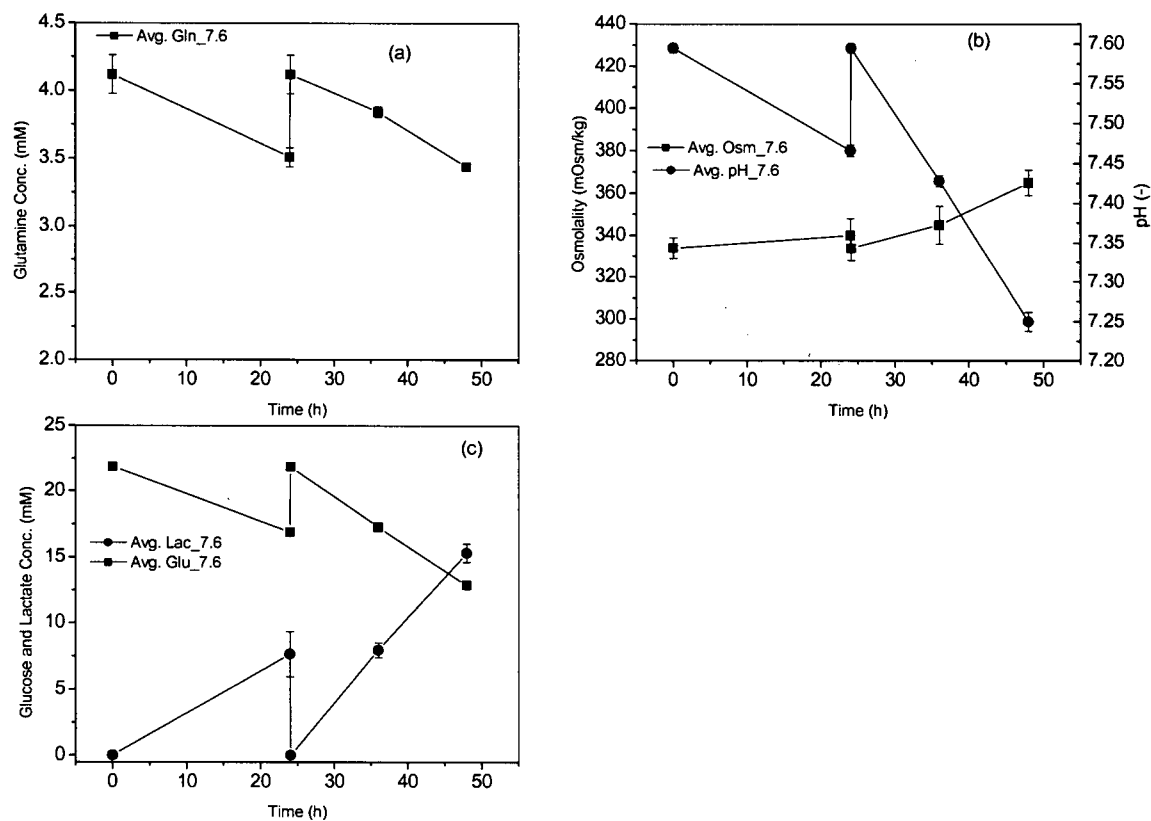 4.5
4.0
3.5
3.0
2.5
2.0
Glutamine Conc. (mM)
Avg. Gln_7.6
(a)
0 10 20 30 40 50
Time (h)
440
420
400
380
360
340
320
300
280
Osmolality (mOsm/kg)
Avg. Osm_7.6
Avg. pH_7.6
(b)
7.60
7.55
7.50
7.45
7.40
7.35
7.30
7.25
7.20
pH (-)
0 10 20 30 40 50
Time (h)
25
20
15
10
5
0
Glucose and Lactate Conc. (mM)
Avg. Lac_7.6
Avg. Glu_7.6
(c)
0 10 20 30 40 50
Time (h)